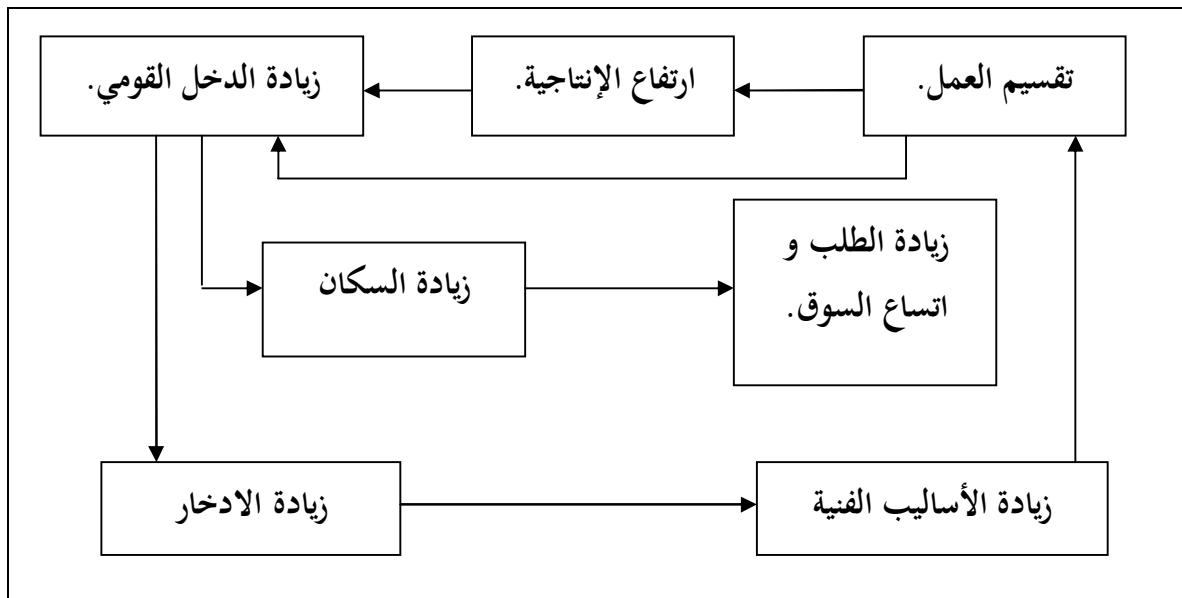 تقسيم العمل.
ارتفاع الإنتاجية.
زيادة الدخل القومي.
زيادة السكان
زيادة الطلب و
اتساع السوق.
زيادة الادخار
زيادة الأساليب الفنية